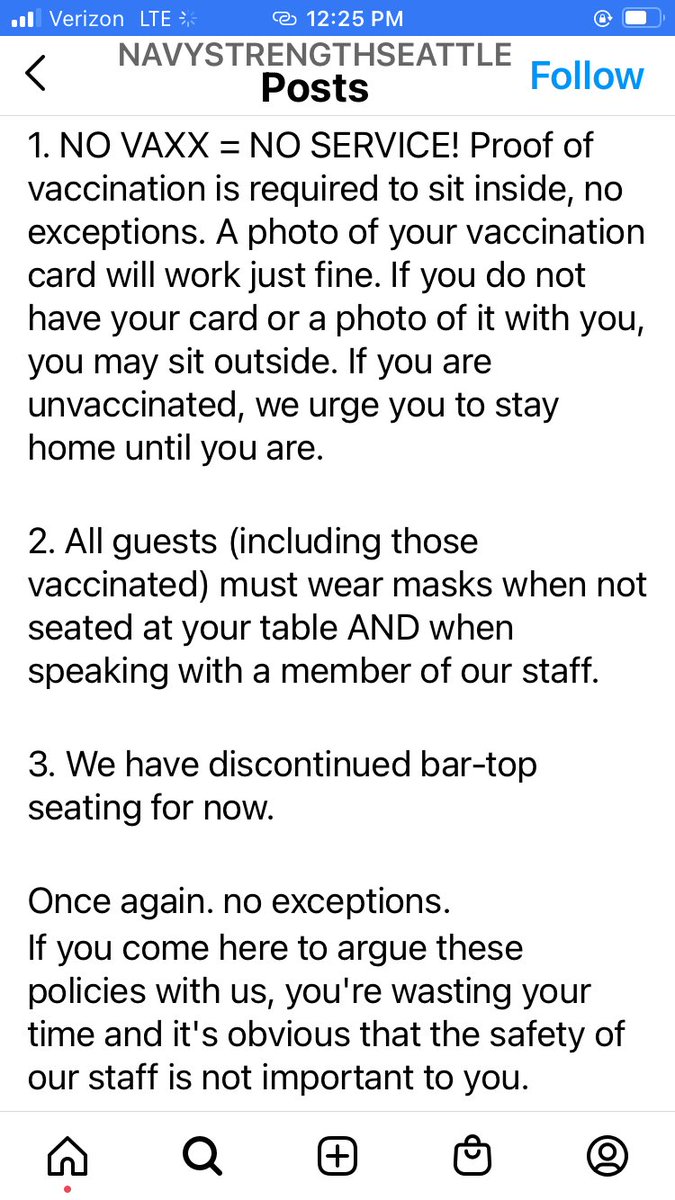 Verizon LTE 12:25 PM
NAVYSTRENGTHSEATTLE
Posts
Follow
1. NO VAXX = NO SERVICE! Proof of
vaccination is required to sit inside, no
exceptions. A photo of your vaccination
card will work just fine. If you do not
have your card or a photo of it with you,
you may sit outside. If you are
unvaccinated, we urge you to stay
home until you are.
2. All guests (including those
vaccinated) must wear masks when not
seated at your table AND when
speaking with a member of our staff.
3. We have discontinued bar-top
seating for now.
Once again. no exceptions.
If you come here to argue these
policies with us, you're wasting your
time and it's obvious that the safety of
our staff is not important to you.